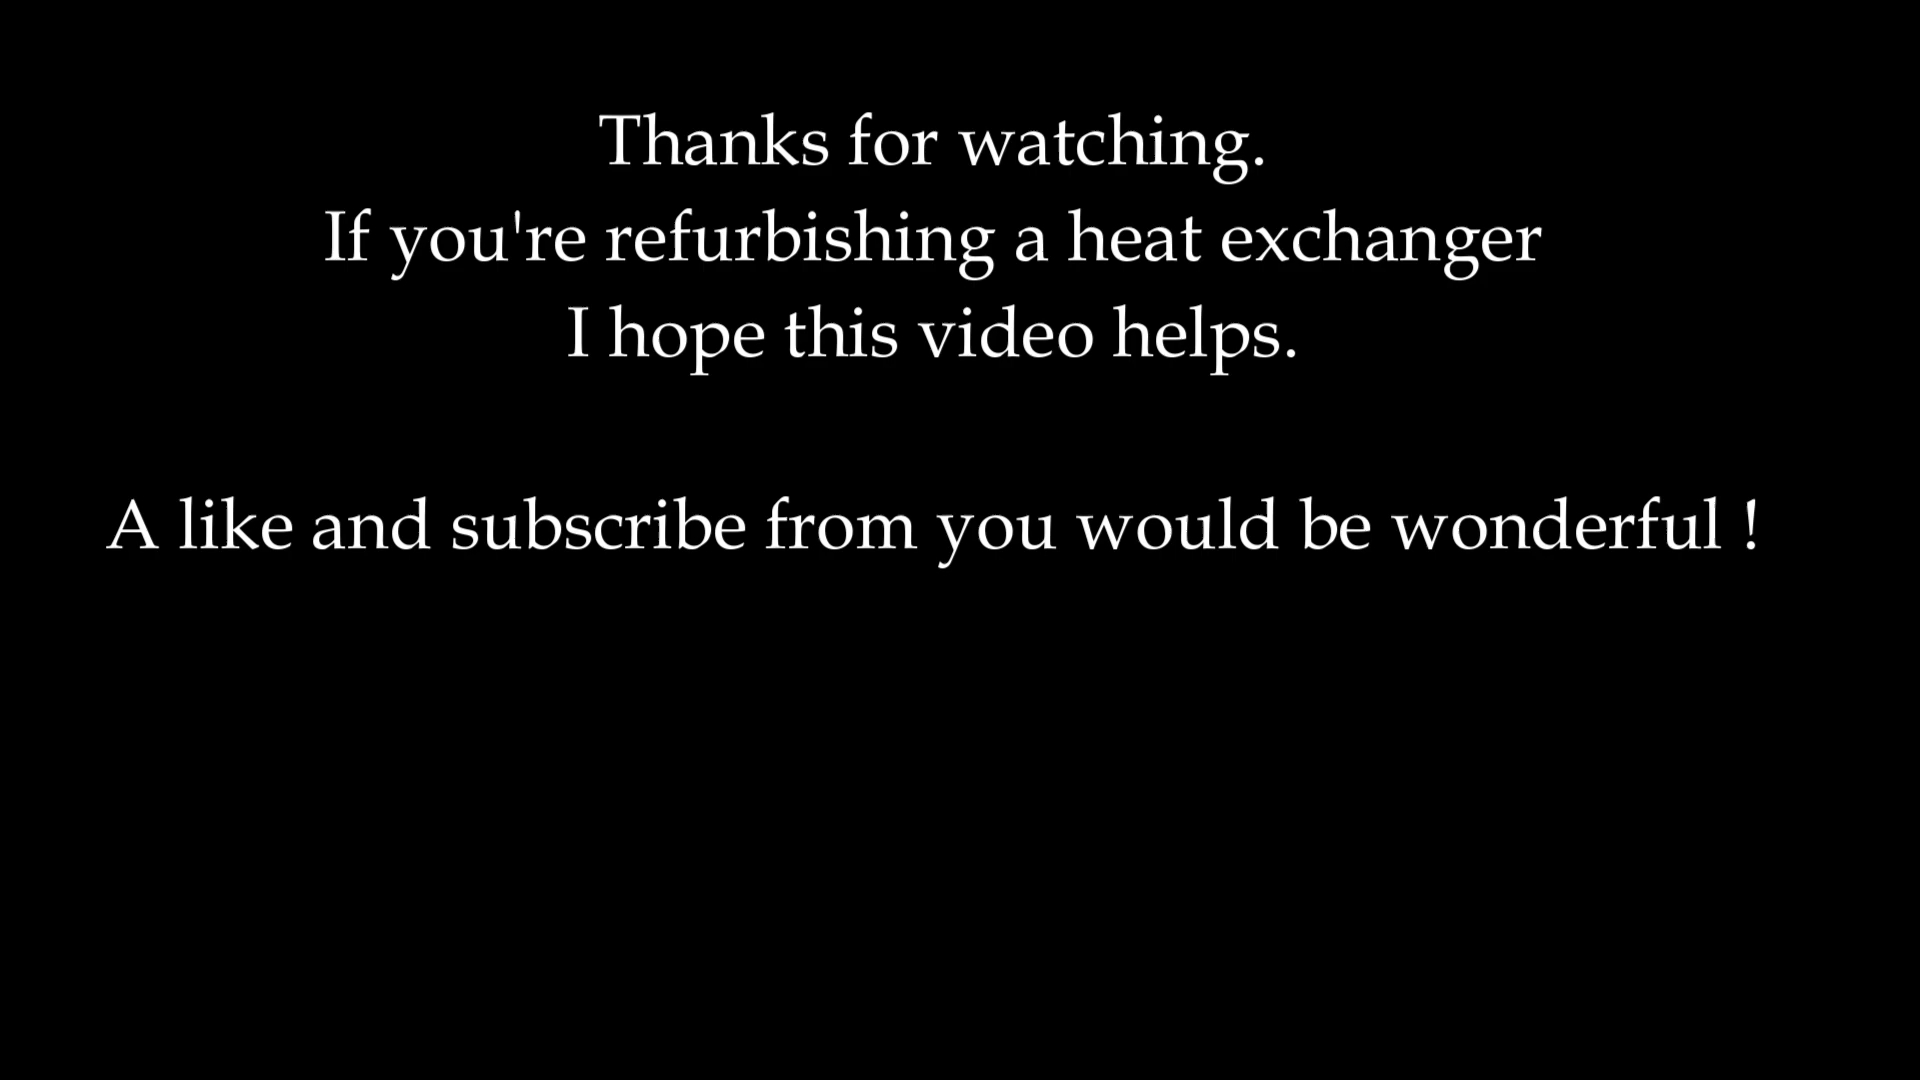 Thanks for watching.
If you're refurbishing a heat exchanger
I hope this video helps.
A like and subscribe from you would be wonderful !